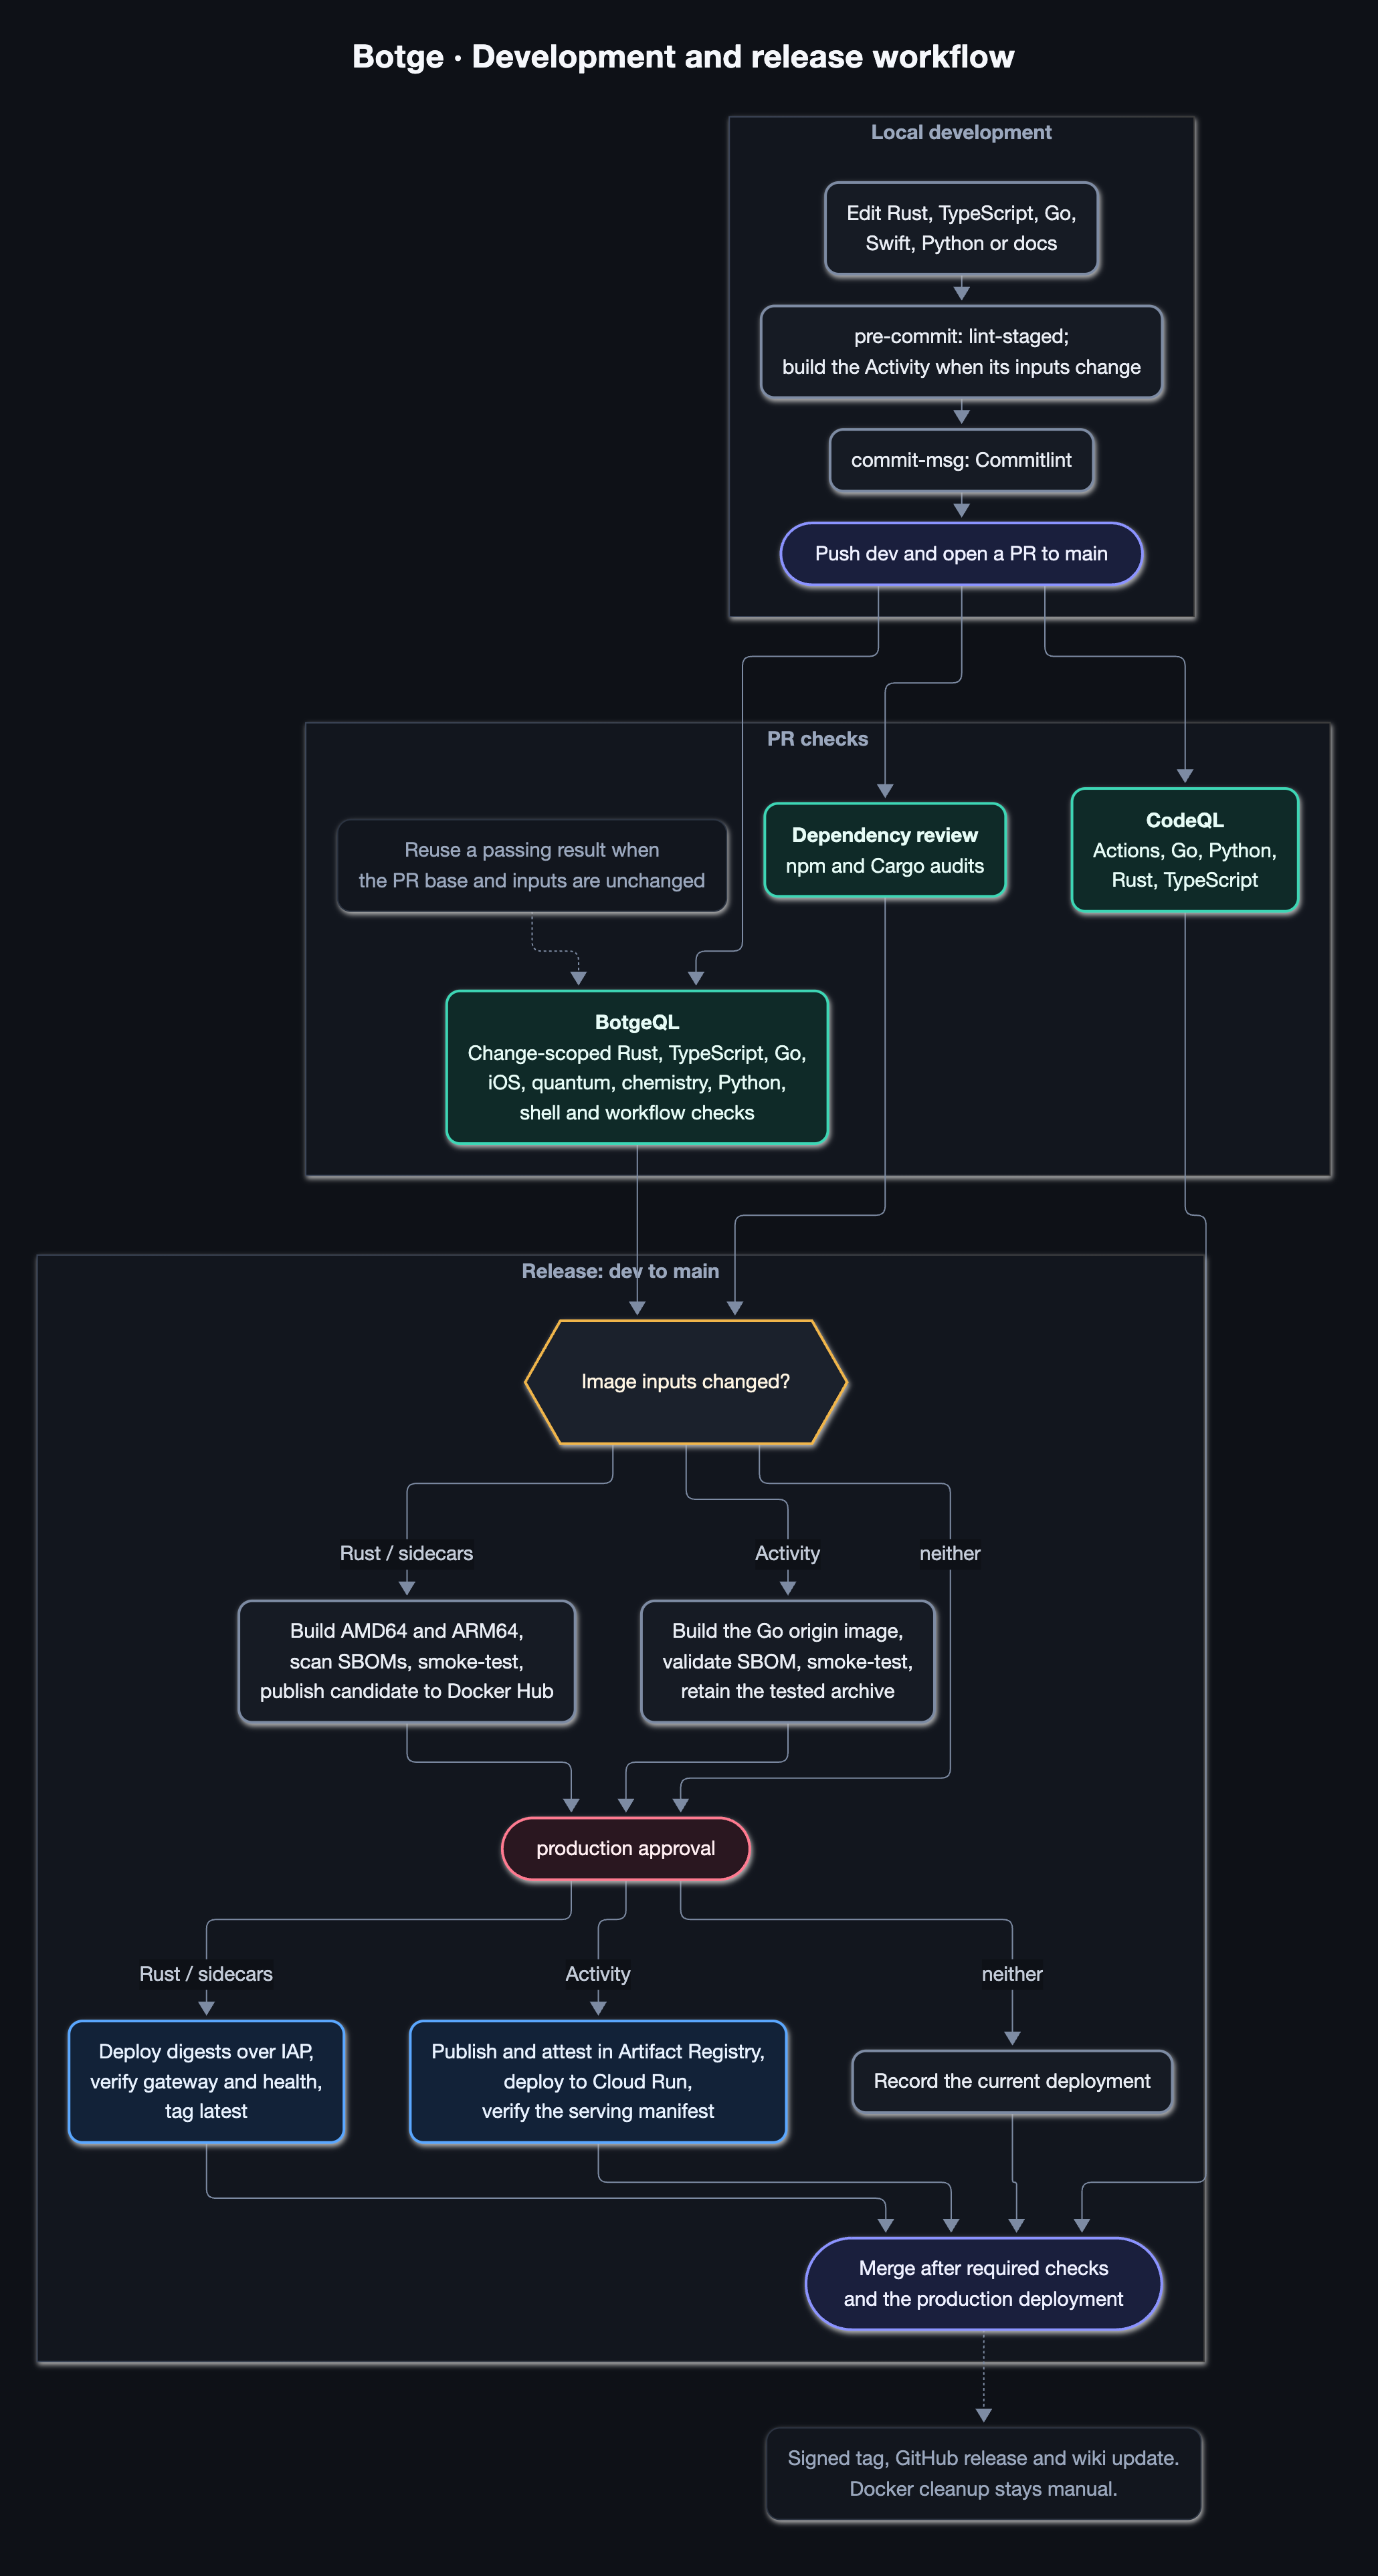 Botge · Development and release workflow
Local development
Edit Rust, TypeScript, Go,
Swift, Python or docs
pre-commit: lint-staged;
build the Activity when its inputs change
commit-msg: Commitlint
Push dev and open a PR to main
PR checks
Reuse a passing result when
the PR base and inputs are unchanged
Dependency review
npm and Cargo audits
CodeQL
Actions, Go, Python,
Rust, TypeScript
BotgeQL
Change-scoped Rust, TypeScript, Go,
iOS, quantum, chemistry, Python,
shell and workflow checks
Release: dev to main
Image inputs changed?
Rust / sidecars
Activity
neither
Build AMD64 and ARM64,
scan SBOMs, smoke-test,
publish candidate to Docker Hub
Build the Go origin image,
validate SBOM, smoke-test,
retain the tested archive
production approval
Rust / sidecars
Activity
neither
Deploy digests over IAP,
verify gateway and health,
tag latest
Publish and attest in Artifact Registry,
deploy to Cloud Run,
verify the serving manifest
Record the current deployment
Merge after required checks
and the production deployment
Signed tag, GitHub release and wiki update.
Docker cleanup stays manual.